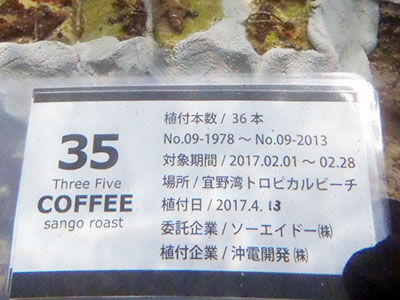 35
Three Five
COFFEE
sango roast
植付本数 / 36 本
No.09-1978 ～ No.09-2013
対象期間 / 2017.02.01 ～ 02.28
場所 / 宜野湾トロピカルビーチ
植付日 / 2017.4. 13
委託企業 / ソーエイドー㈱
植付企業 / 沖電開発 ㈱